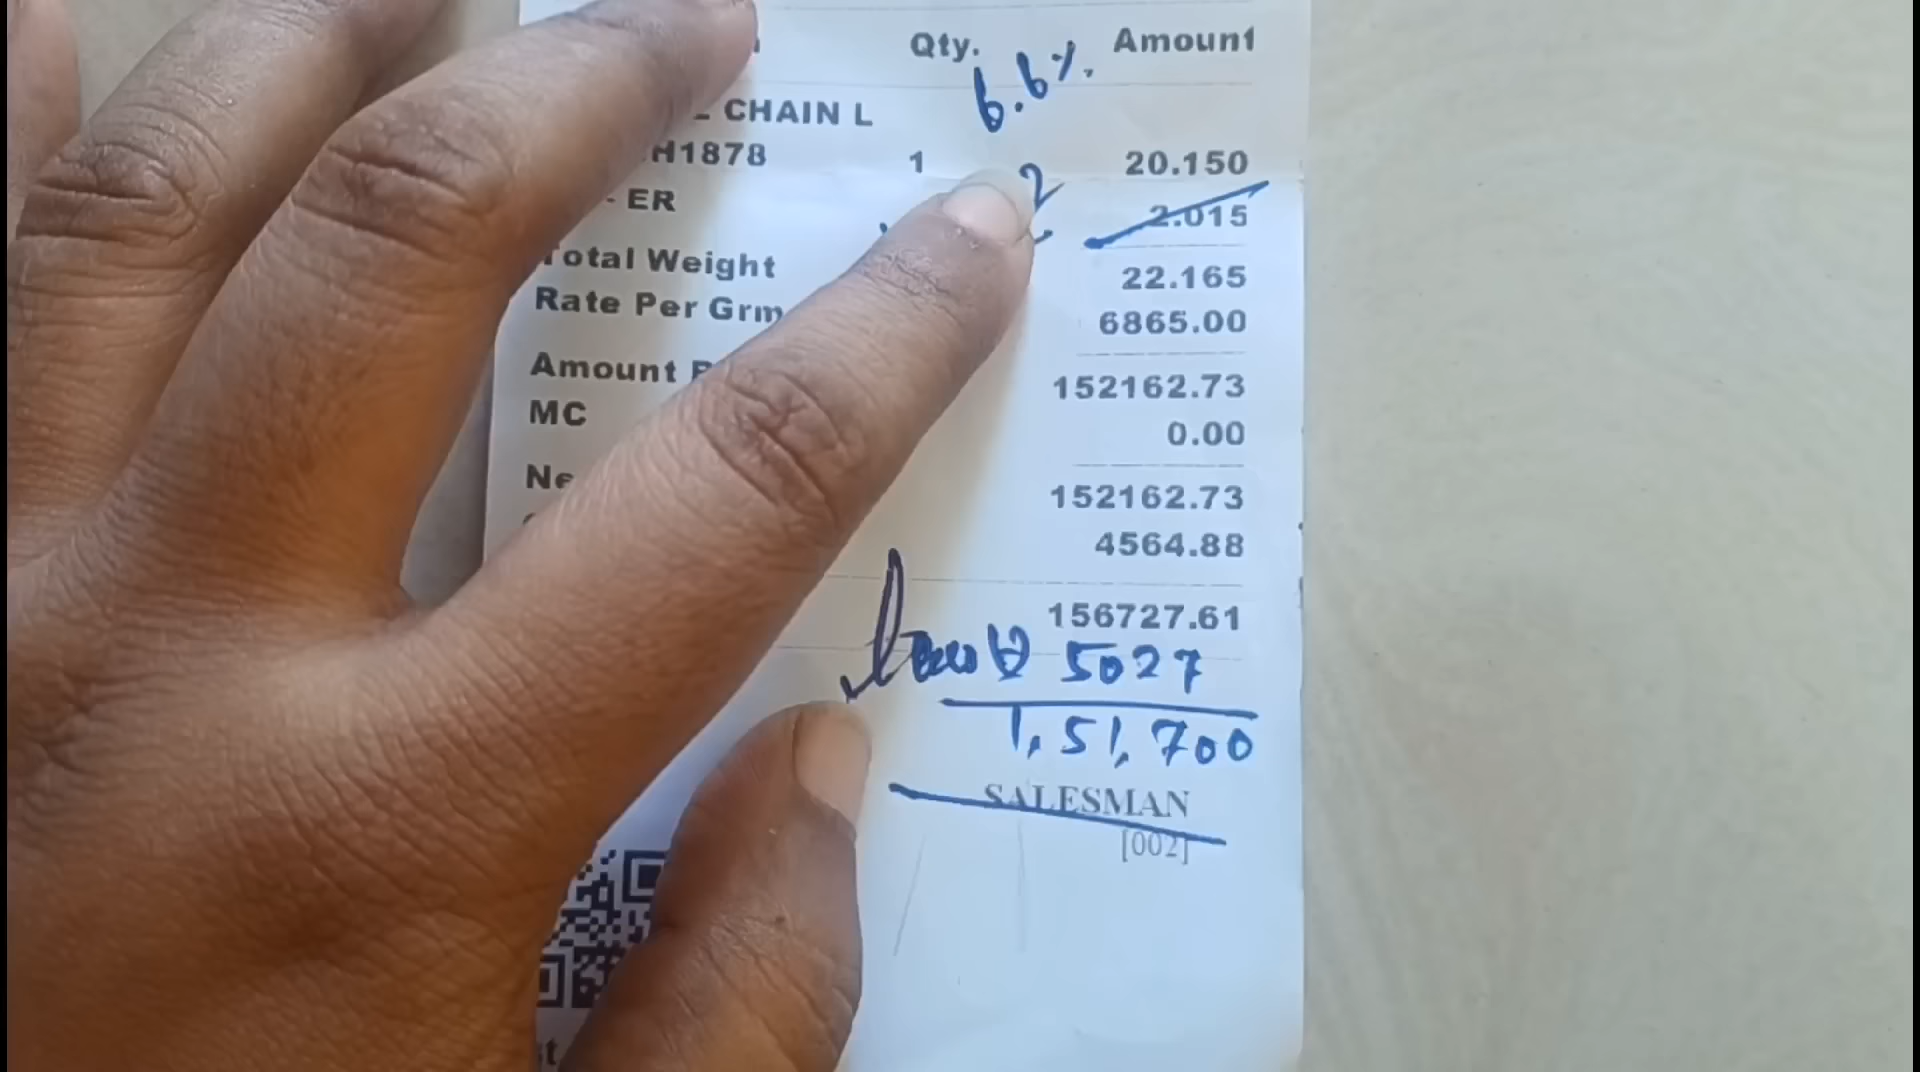 Qty. Amount
6.6%.
CHAIN L
H1878 1 20.150
2
- ER 2.015
Total Weight 22.165
Rate Per Grm 6865.00
Amount 152162.73
MC 0.00
152162.73
4564.88
156727.61
5027
1,51,700
SALESMAN
[002]